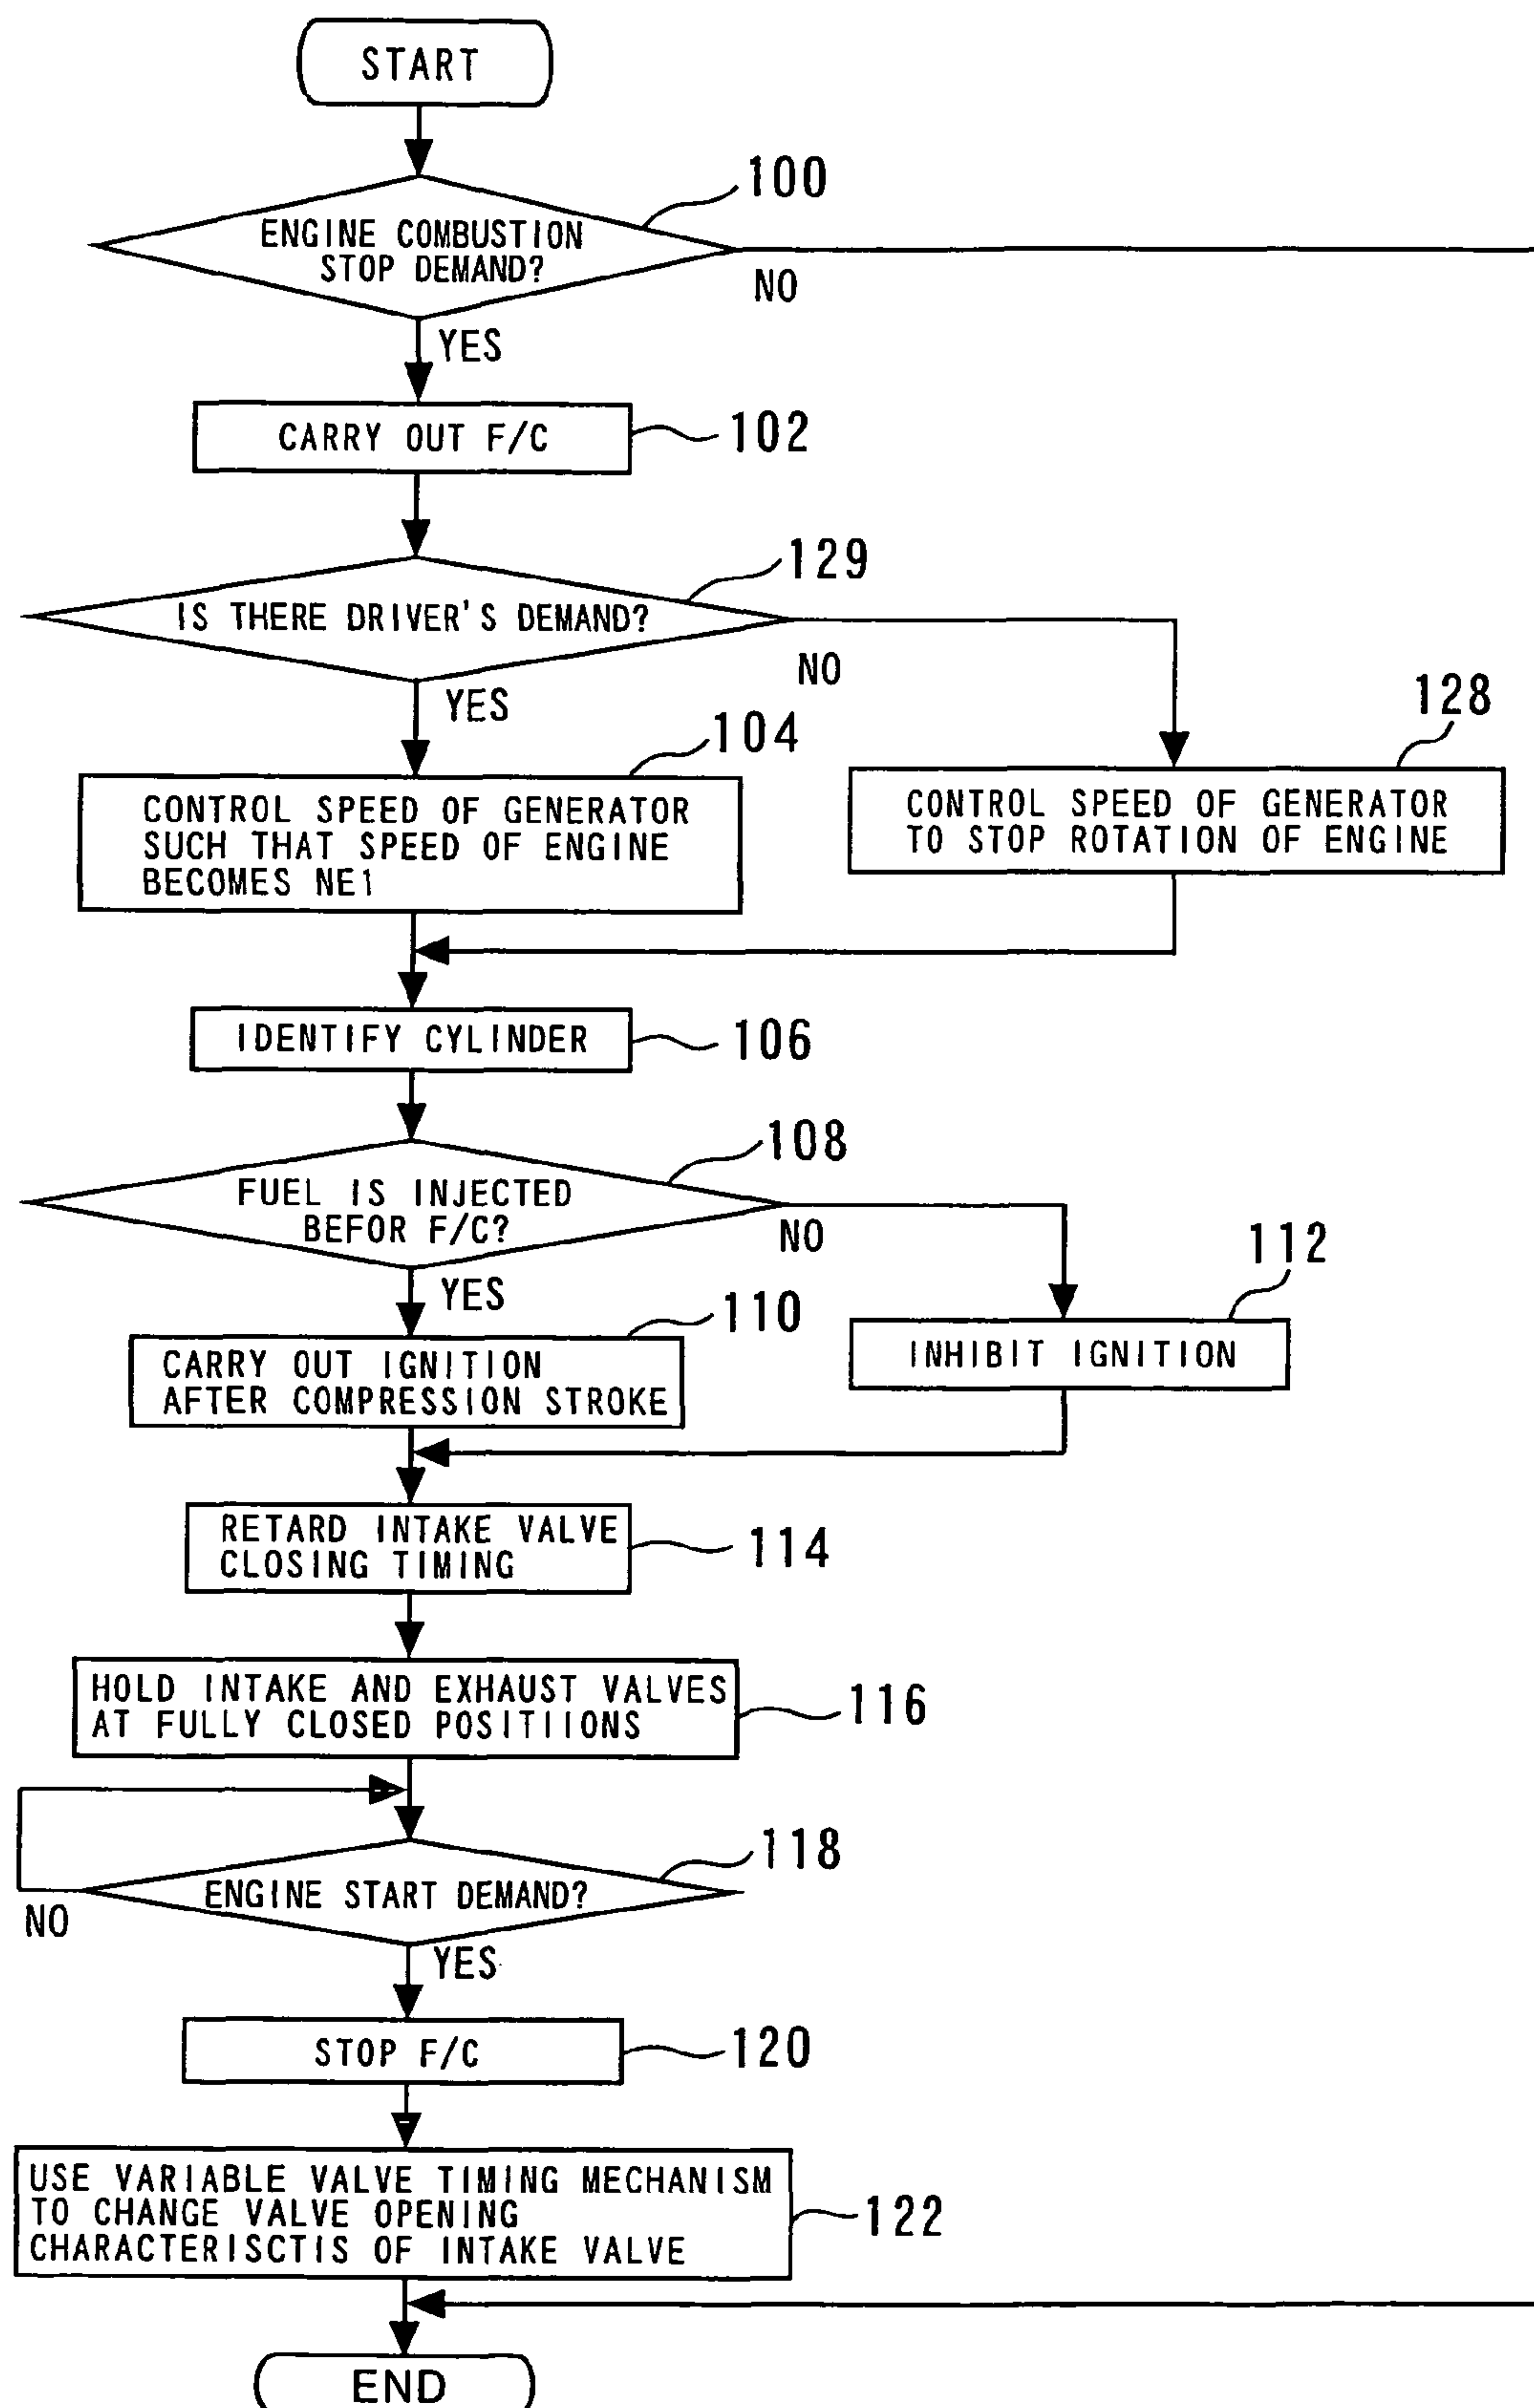 START
100
ENGINE COMBUSTION
STOP DEMAND?
NO
YES
CARRY OUT F/C
102
129
IS THERE DRIVER'S DEMAND?
NO
YES
128
104
CONTROL SPEED OF GENERATOR
SUCH THAT SPEED OF ENGINE
BECOMES NE1
CONTROL SPEED OF GENERATOR
TO STOP ROTATION OF ENGINE
IDENTIFY CYLINDER
106
108
FUEL IS INJECTED
BEFOR F/C?
NO
YES
112
110
CARRY OUT IGNITION
AFTER COMPRESSION STROKE
INHIBIT IGNITION
RETARD INTAKE VALVE
CLOSING TIMING
114
HOLD INTAKE AND EXHAUST VALVES
AT FULLY CLOSED POSITIIONS
116
118
ENGINE START DEMAND?
NO
YES
STOP F/C
120
USE VARIABLE VALVE TIMING MECHANISM
TO CHANGE VALVE OPENING
CHARACTERISCTIS OF INTAKE VALVE
122
END